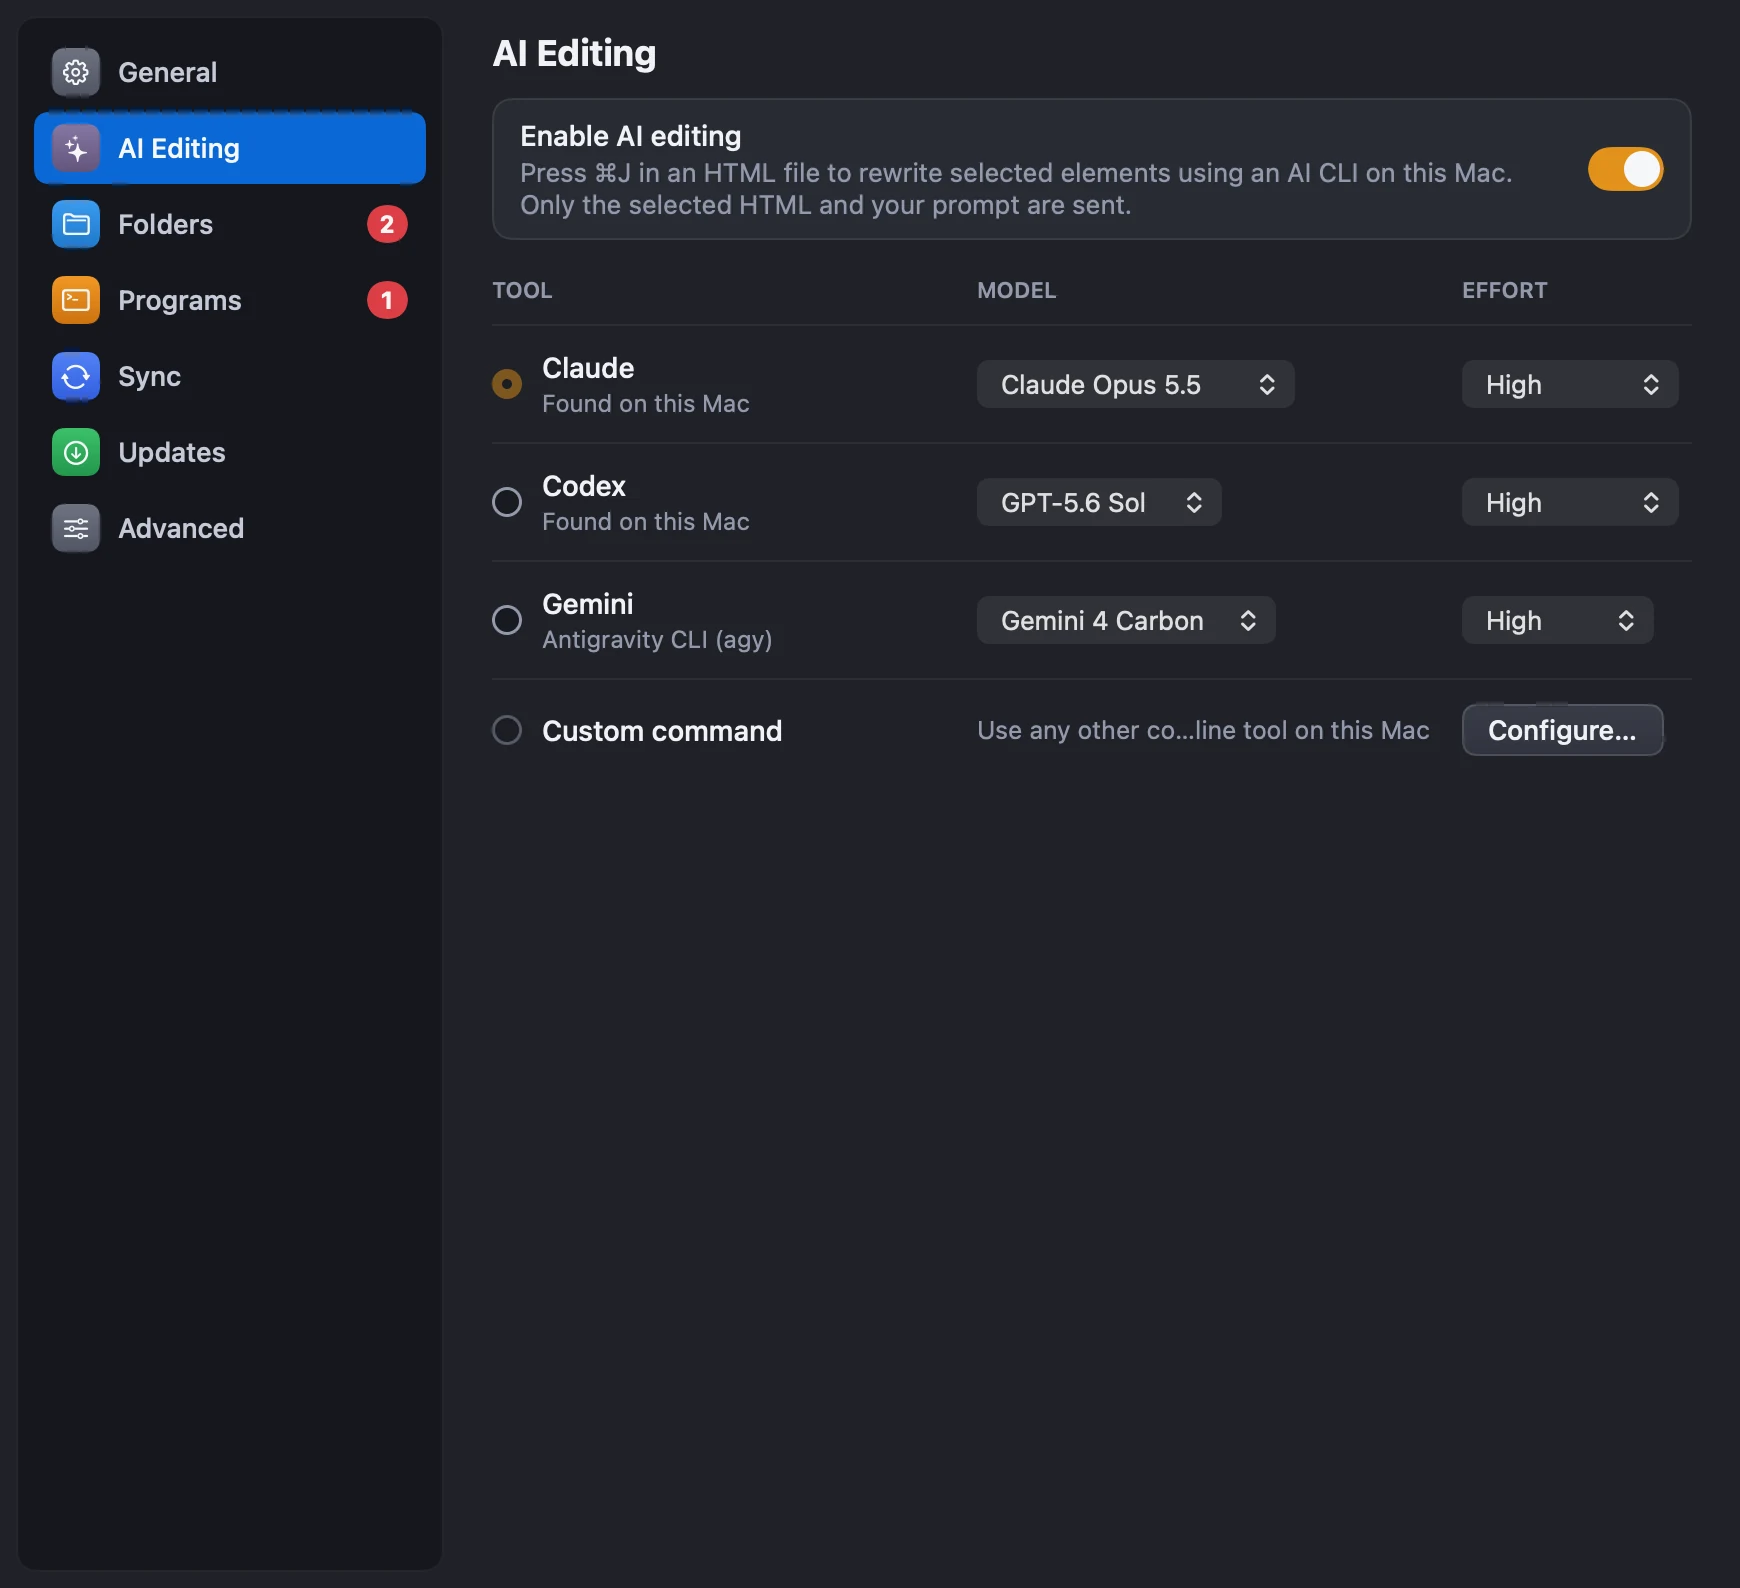 General
AI Editing
Folders
2
Programs
1
Sync
Updates
Advanced
AI Editing
Enable AI editing
Press ⌘J in an HTML file to rewrite selected elements using an AI CLI on this Mac.
Only the selected HTML and your prompt are sent.
TOOL MODEL EFFORT
Claude
Found on this Mac
Claude Opus 5.5
High
Codex
Found on this Mac
GPT-5.6 Sol
High
Gemini
Antigravity CLI (agy)
Gemini 4 Carbon
High
Custom command
Use any other co...line tool on this Mac
Configure...